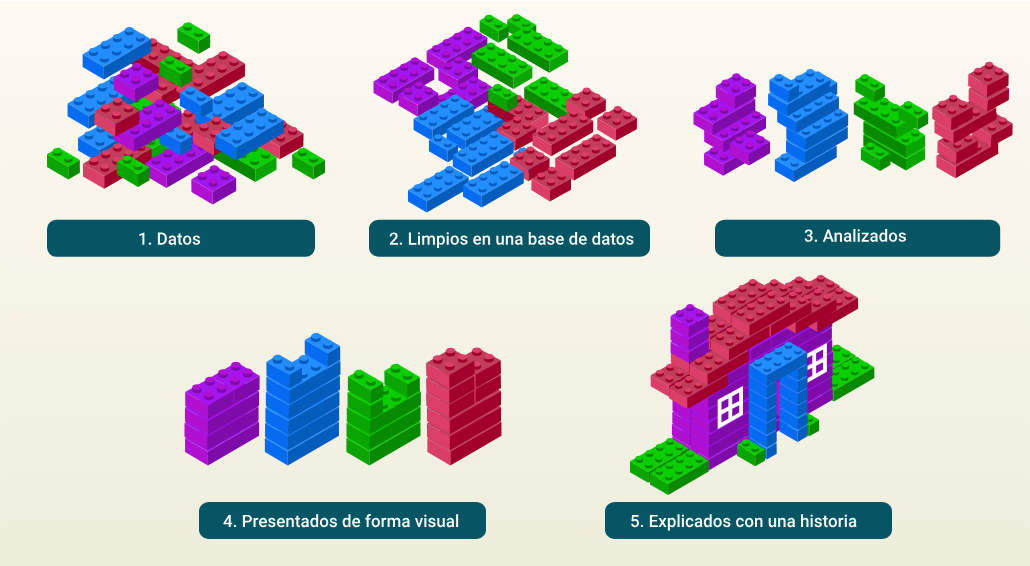 1. Datos
2. Limpios en una base de datos
3. Analizados
4. Presentados de forma visual
5. Explicados con una historia